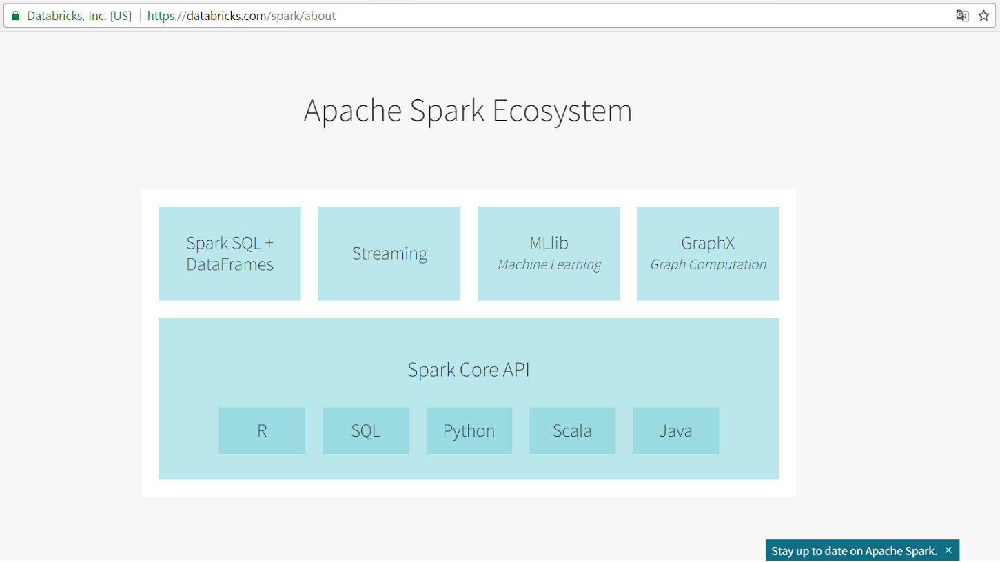 Databricks, Inc. [US] https://databricks.com/spark/about
Apache Spark Ecosystem
Spark SQL +
DataFrames
Streaming
MLlib
Machine Learning
GraphX
Graph Computation
Spark Core API
R
SQL
Python
Scala
Java
Stay up to date on Apache Spark. ×